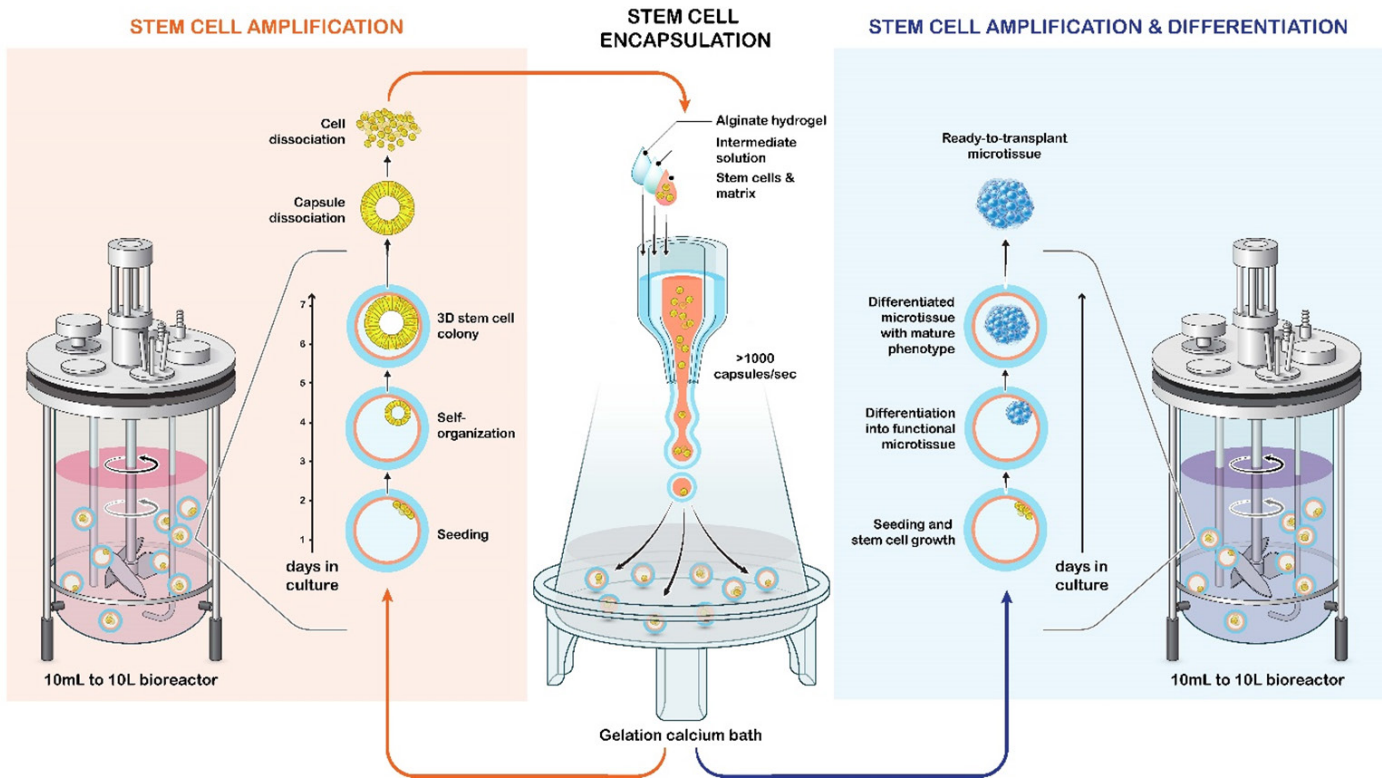 STEM CELL AMPLIFICATION
Cell
dissociation
Capsule
dissociation
7
6
5
4
3
2
1
3D stem cell
colony
Self-
organization
Seeding
days in
culture
10mL to 10L bioreactor
STEM CELL
ENCAPSULATION
Alginate hydrogel
Intermediate
solution
Stem cells &
matrix
>1000
capsules/sec
Gelation calcium bath
STEM CELL AMPLIFICATION & DIFFERENTIATION
Ready-to-transplant
microtissue
Differentiated
microtissue
with mature
phenotype
Differentiation
into functional
microtissue
Seeding and
stem cell growth
days in
culture
10mL to 10L bioreactor